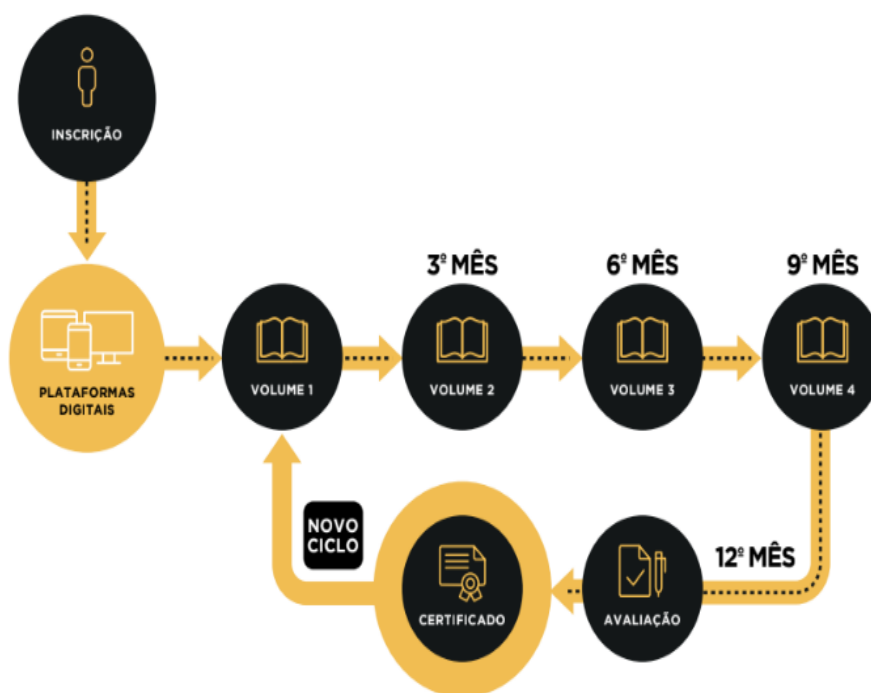 INSCRIÇÃO
3º MÊS
6º MÊS
9º MÊS
PLATAFORMAS
DIGITAIS
VOLUME 1
VOLUME 2
VOLUME 3
VOLUME 4
NOVO
CICLO
12º MÊS
CERTIFICADO
AVALIAÇÃO